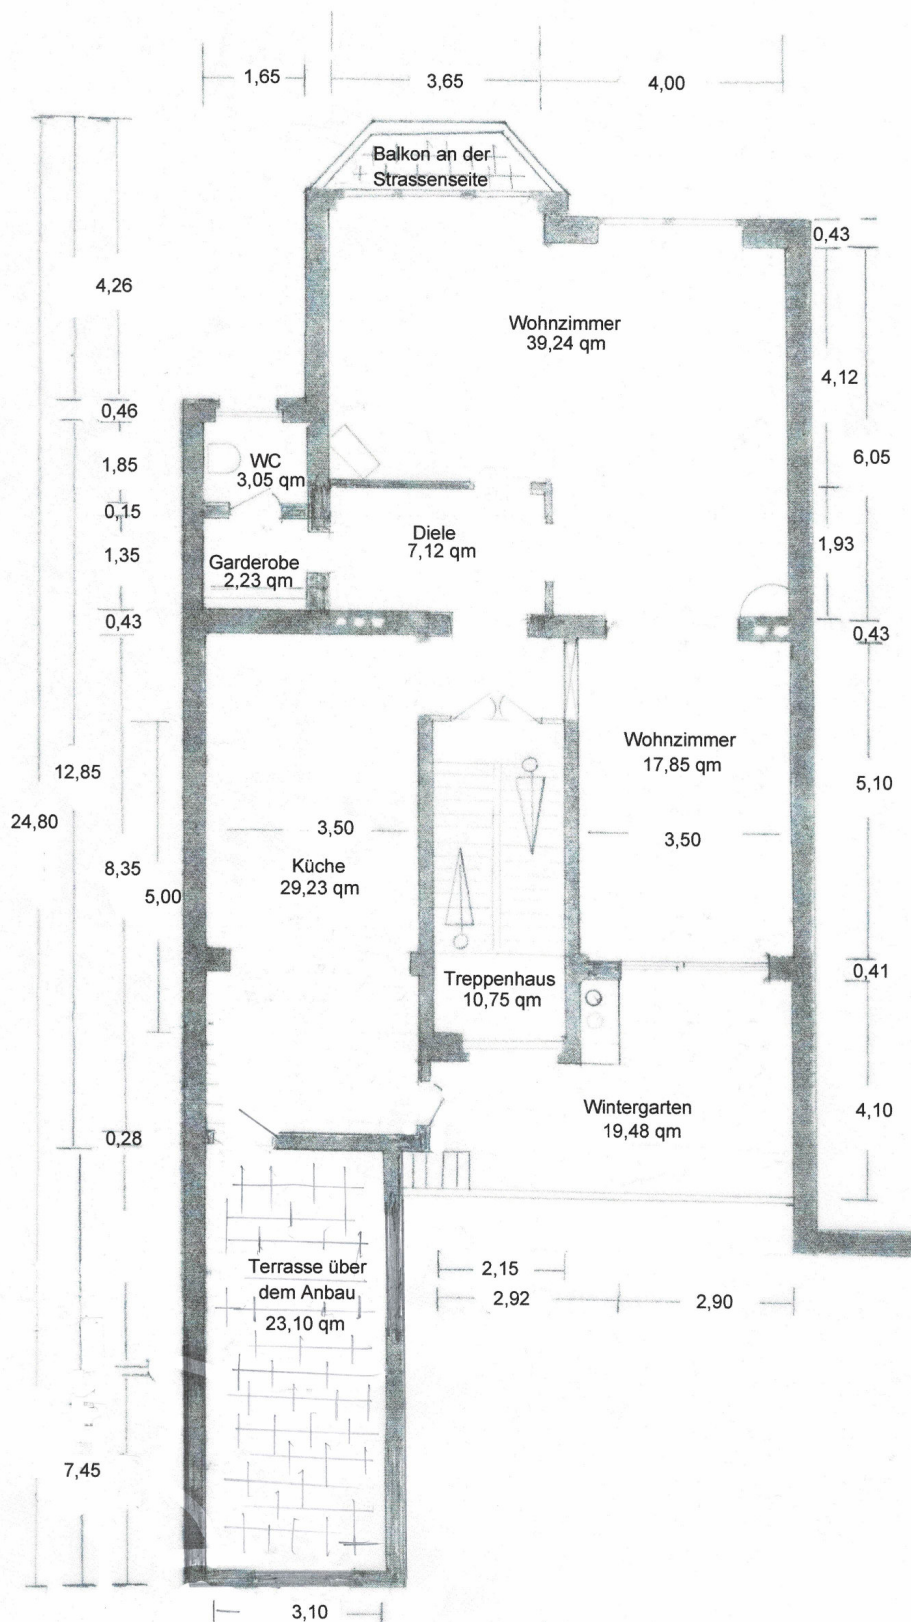 1,65
3,65
4,00
Balkon an der
Strassenseite
0,43
4,26
Wohnzimmer
39,24 qm
4,12
0,46
6,05
1,85
WC
3,05 qm
0,15
Diele
7,12 qm
1,93
1,35
Garderobe
2,23 qm
0,43
0,43
Wohnzimmer
17,85 qm
12,85
5,10
24,80
3,50
3,50
8,35
Küche
29,23 qm
5,00
Treppenhaus
10,75 qm
0,41
Wintergarten
19,48 qm
4,10
0,28
Terrasse über
dem Anbau
23,10 qm
2,15
2,92
2,90
7,45
3,10